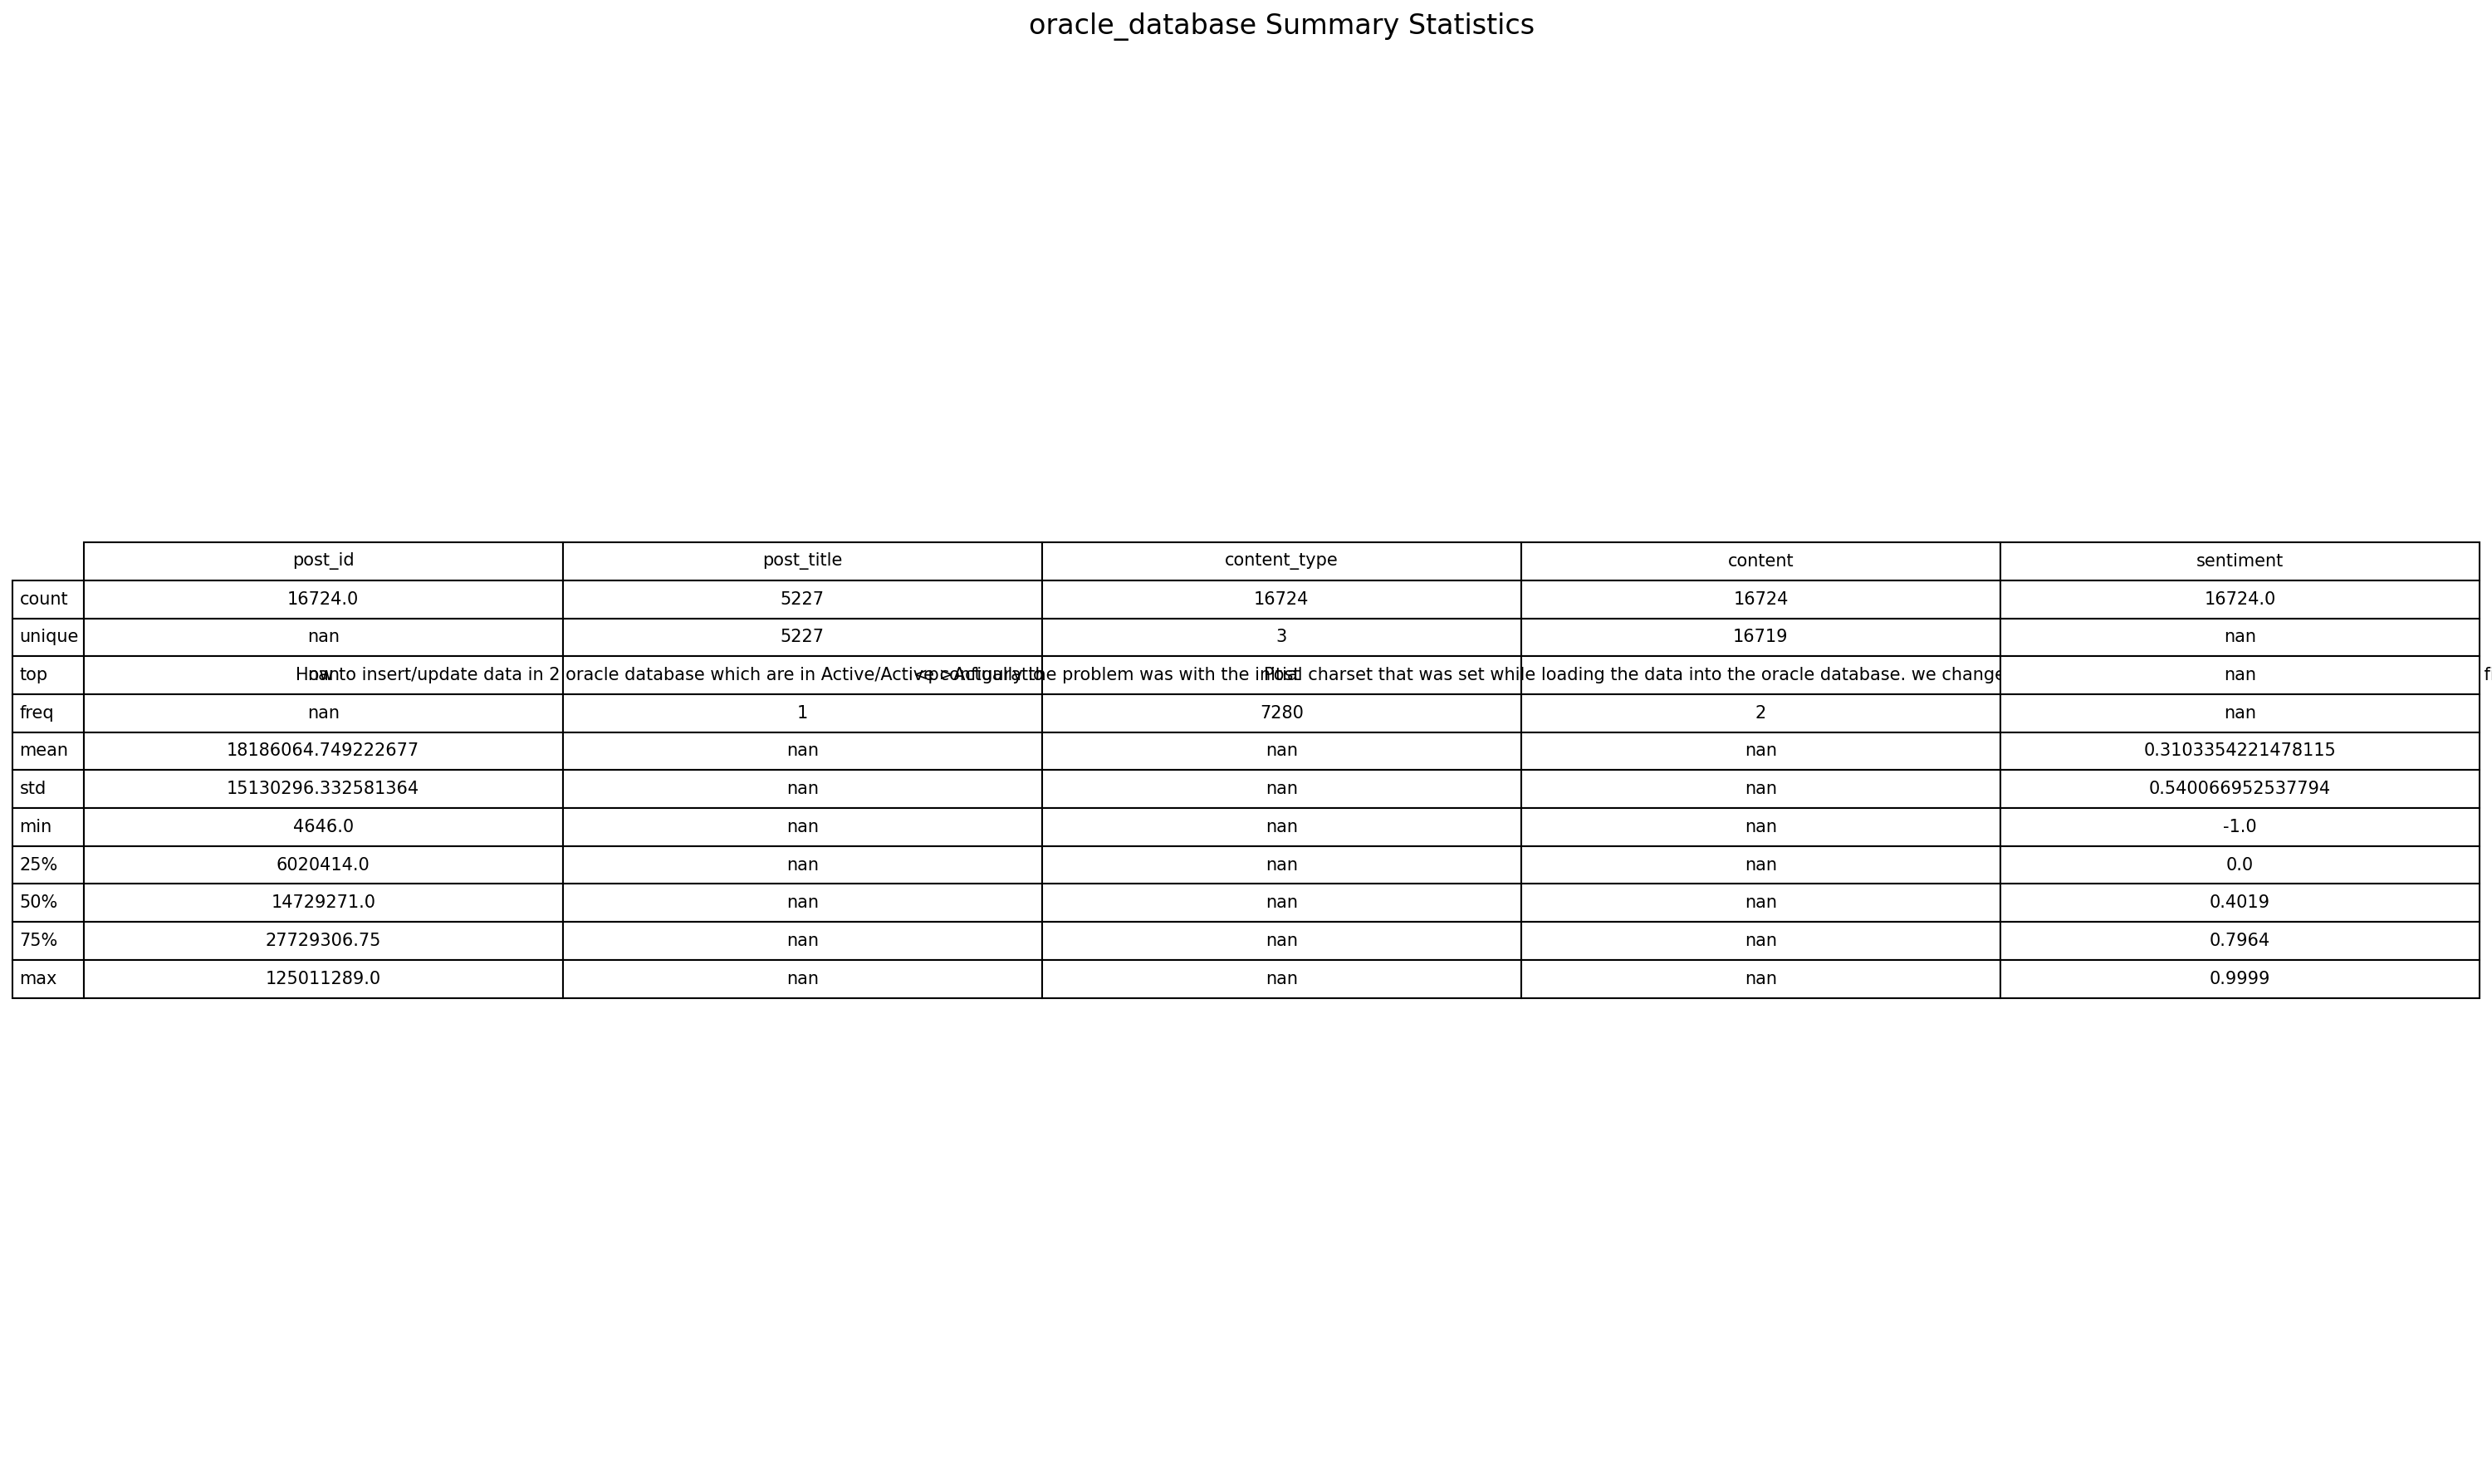 oracle_database Summary Statistics
post_id post_title content_type content sentiment
count 16724.0 5227 16724 16724 16724.0
unique nan 5227 3 16719 nan
top nan How to insert/update data in 2 oracle database which are in Active/Active <p>Actually the problem was with the initial charset that was set while loading the data into the oracle database. we change Post nan f
freq nan 1 7280 2 nan
mean 18186064.749222677 nan nan nan 0.3103354221478115
std 15130296.332581364 nan nan nan 0.540066952537794
min 4646.0 nan nan nan -1.0
25% 6020414.0 nan nan nan 0.0
50% 14729271.0 nan nan nan 0.4019
75% 27729306.75 nan nan nan 0.7964
max 125011289.0 nan nan nan 0.9999